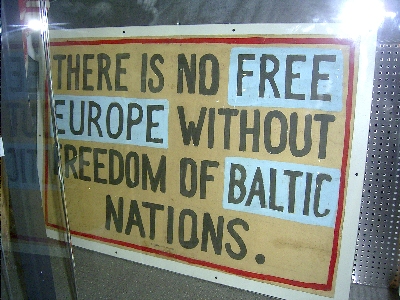 THERE IS NO FREE
EUROPE WITHOUT
FREEDOM OF BALTIC
NATIONS.